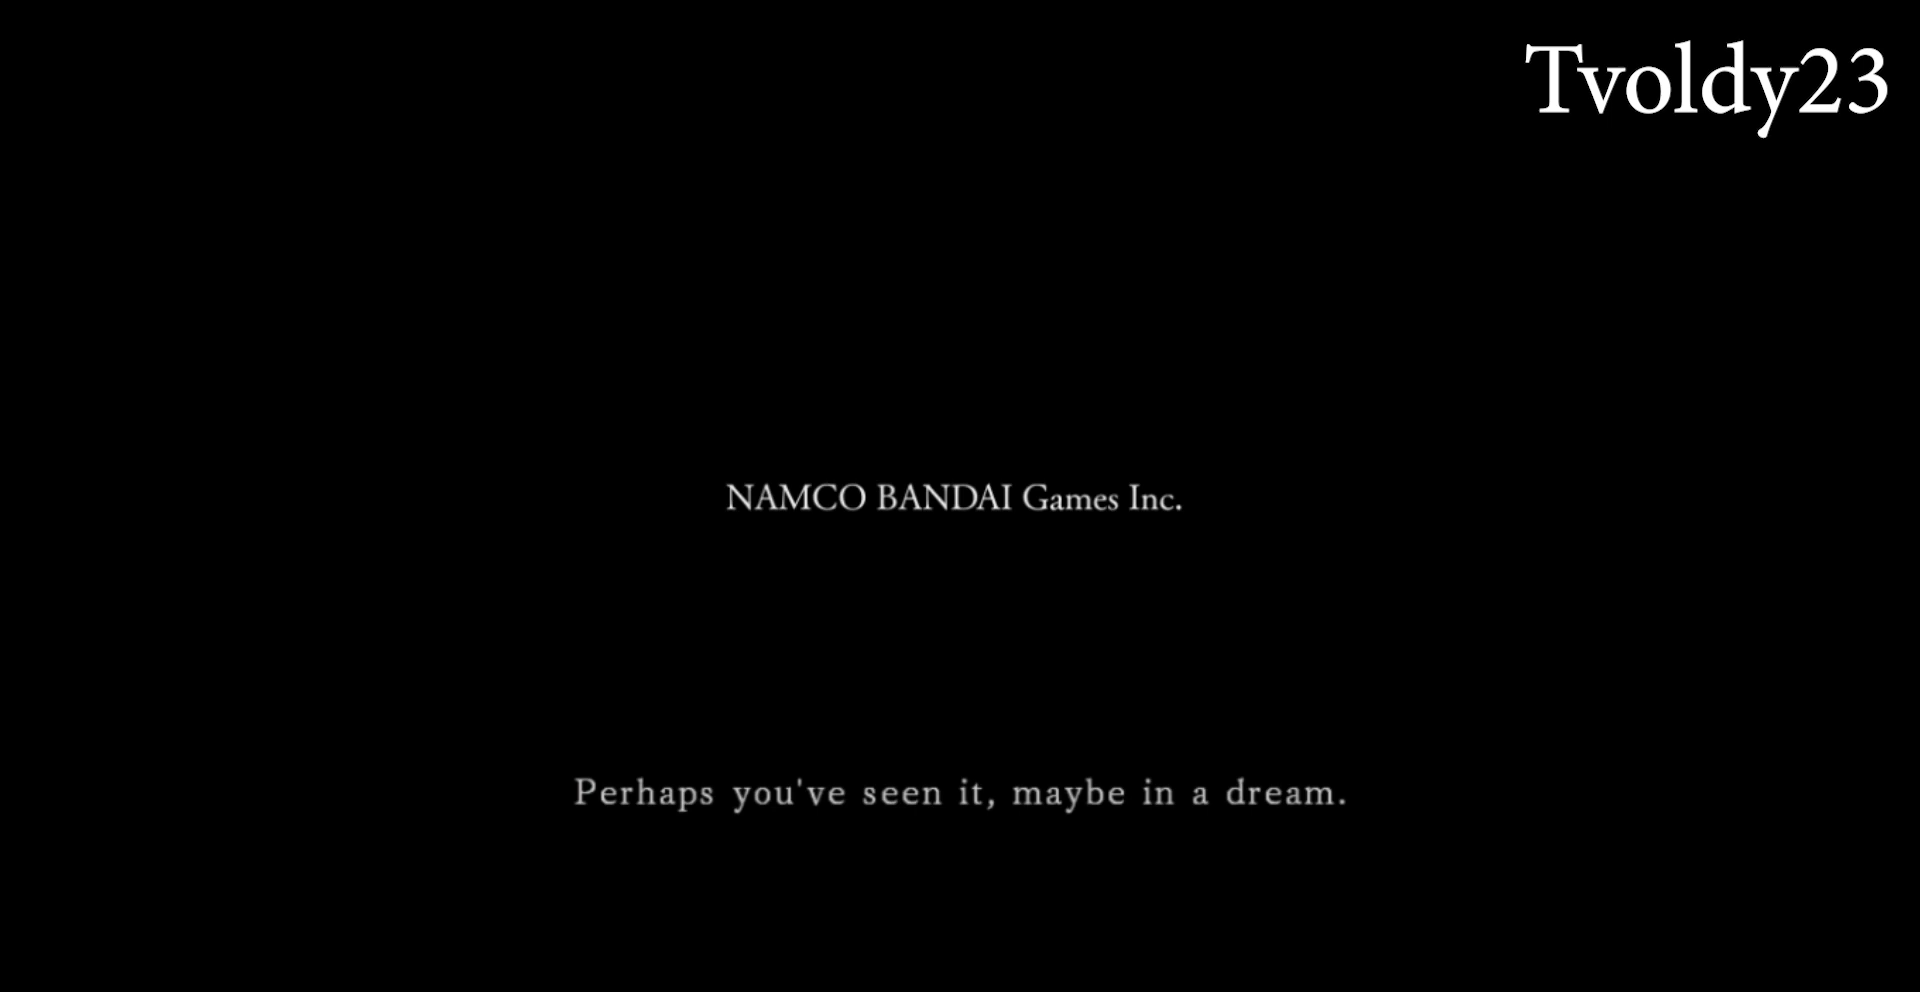 Tvoldy23
NAMCO BANDAI Games Inc.
Perhaps you've seen it, maybe in a dream.